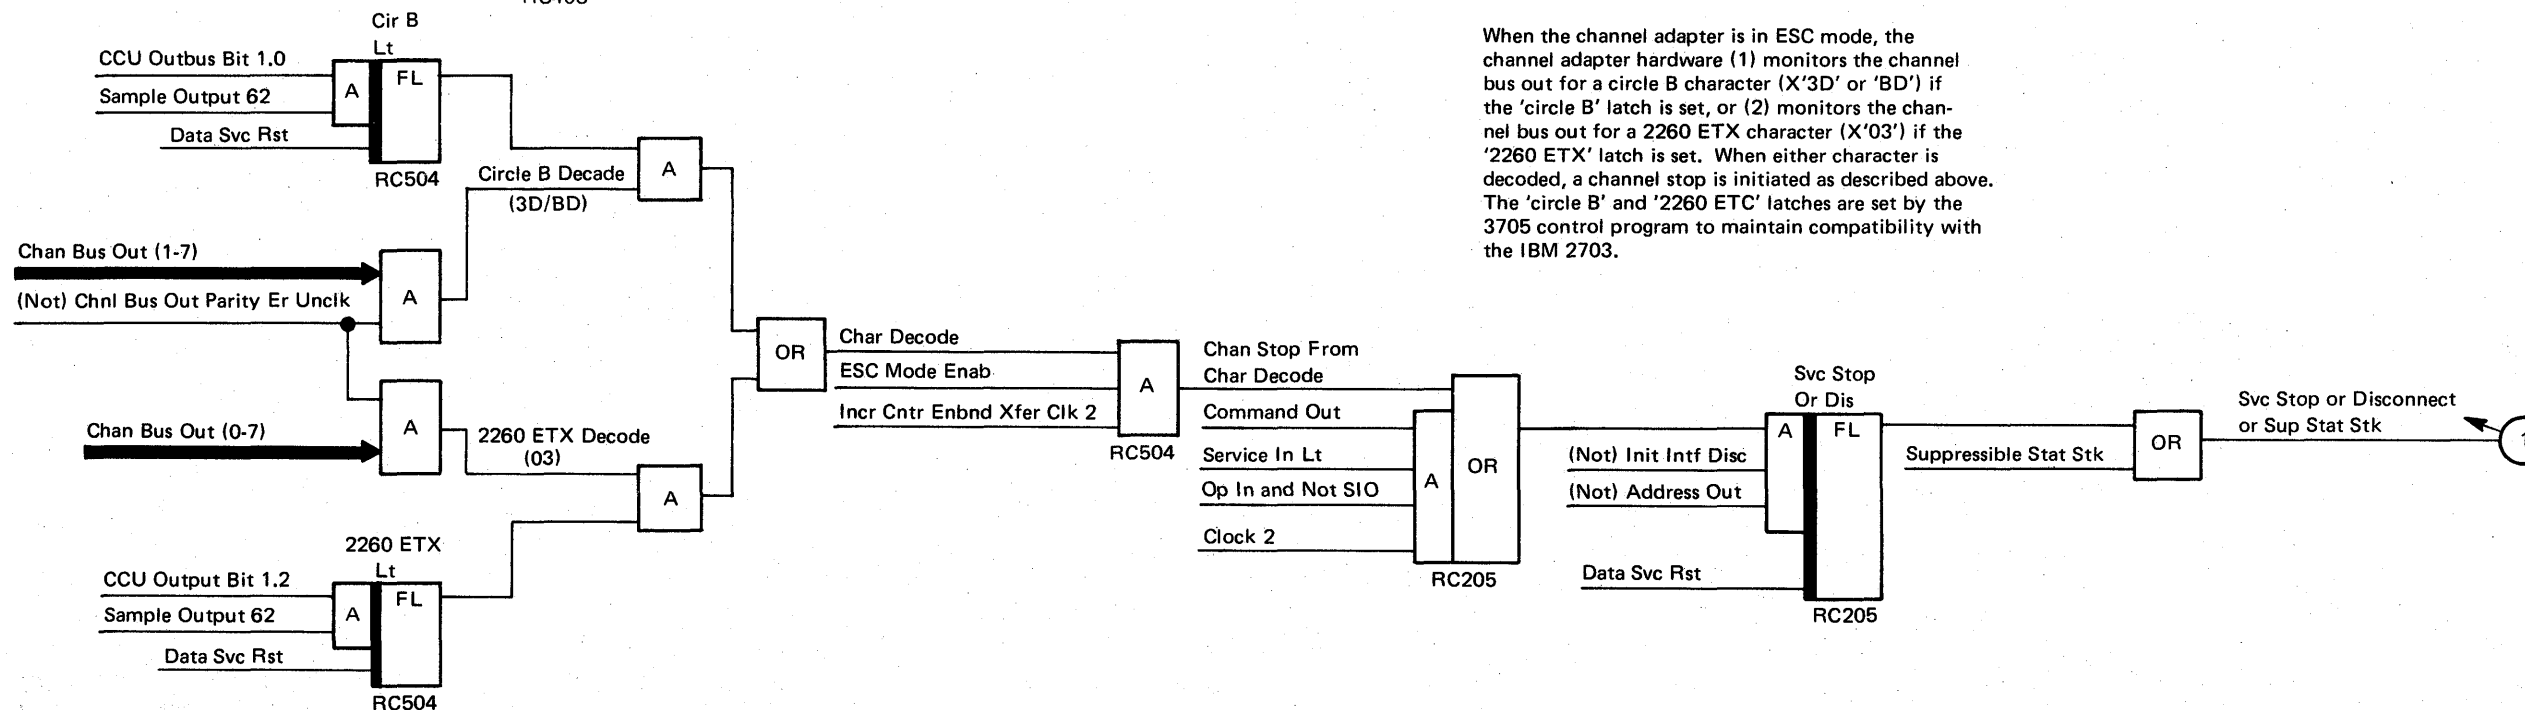 Cir B
Lt
CCU Outbus Bit 1.0
Sample Output 62
Data Svc Rst
A
FL
RC504
Circle B Decade
(3D/BD)
A
Chan Bus Out (1-7)
(Not) Chnl Bus Out Parity Er Unclk
A
Chan Bus Out (0-7)
A
2260 ETX Decode
(03)
A
2260 ETX
Lt
CCU Output Bit 1.2
Sample Output 62
Data Svc Rst
A
FL
RC504
OR
Char Decode
ESC Mode Enab
Incr Cntr Enbnd Xfer Clk 2
A
RC504
Chan Stop From
Char Decode
Command Out
Service In Lt
Op In and Not SIO
Clock 2
A
OR
RC205
Svc Stop
Or Dis
(Not) Init Intf Disc
(Not) Address Out
Data Svc Rst
A
FL
RC205
Suppressible Stat Stk
OR
Svc Stop or Disconnect
or Sup Stat Stk
When the channel adapter is in ESC mode, the
channel adapter hardware (1) monitors the channel
bus out for a circle B character (X'3D' or 'BD') if
the 'circle B' latch is set, or (2) monitors the chan-
nel bus out for a 2260 ETX character (X'03') if the
'2260 ETX' latch is set. When either character is
decoded, a channel stop is initiated as described above.
The 'circle B' and '2260 ETC' latches are set by the
3705 control program to maintain compatibility with
the IBM 2703.